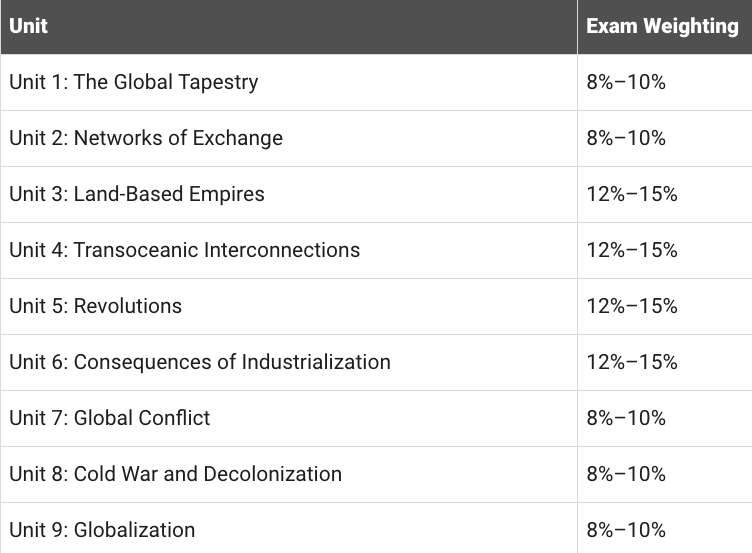 Unit Exam Weighting
Unit 1: The Global Tapestry 8%–10%
Unit 2: Networks of Exchange 8%–10%
Unit 3: Land-Based Empires 12%–15%
Unit 4: Transoceanic Interconnections 12%–15%
Unit 5: Revolutions 12%–15%
Unit 6: Consequences of Industrialization 12%–15%
Unit 7: Global Conflict 8%–10%
Unit 8: Cold War and Decolonization 8%–10%
Unit 9: Globalization 8%–10%